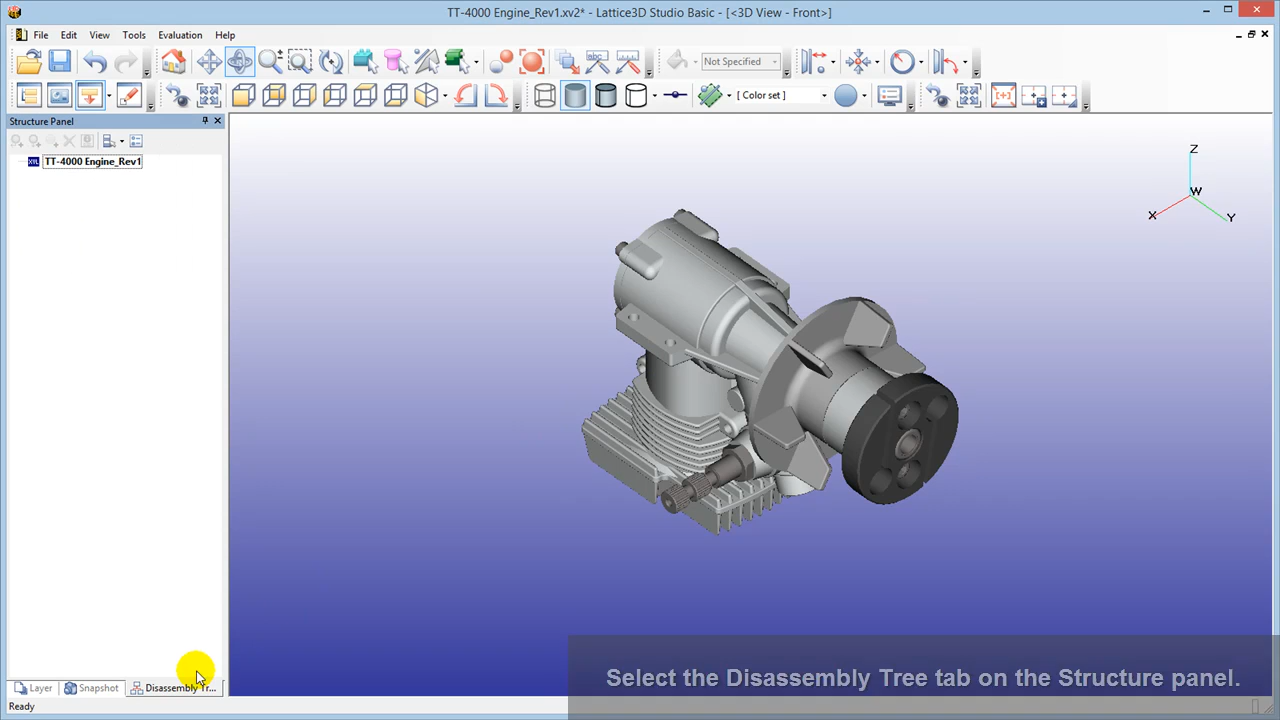 TT-4000 Engine_Rev1.xv2* - Lattice3D Studio Basic - [<3D View - Front>]
File Edit View Tools Evaluation Help
abc
Not Specified
[ Color set ]
Structure Panel
XVL TT-4000 Engine_Rev1
Z
W
X
Y
Select the Disassembly Tree tab on the Structure panel.
Layer Snapshot Disassembly Tr...
Ready